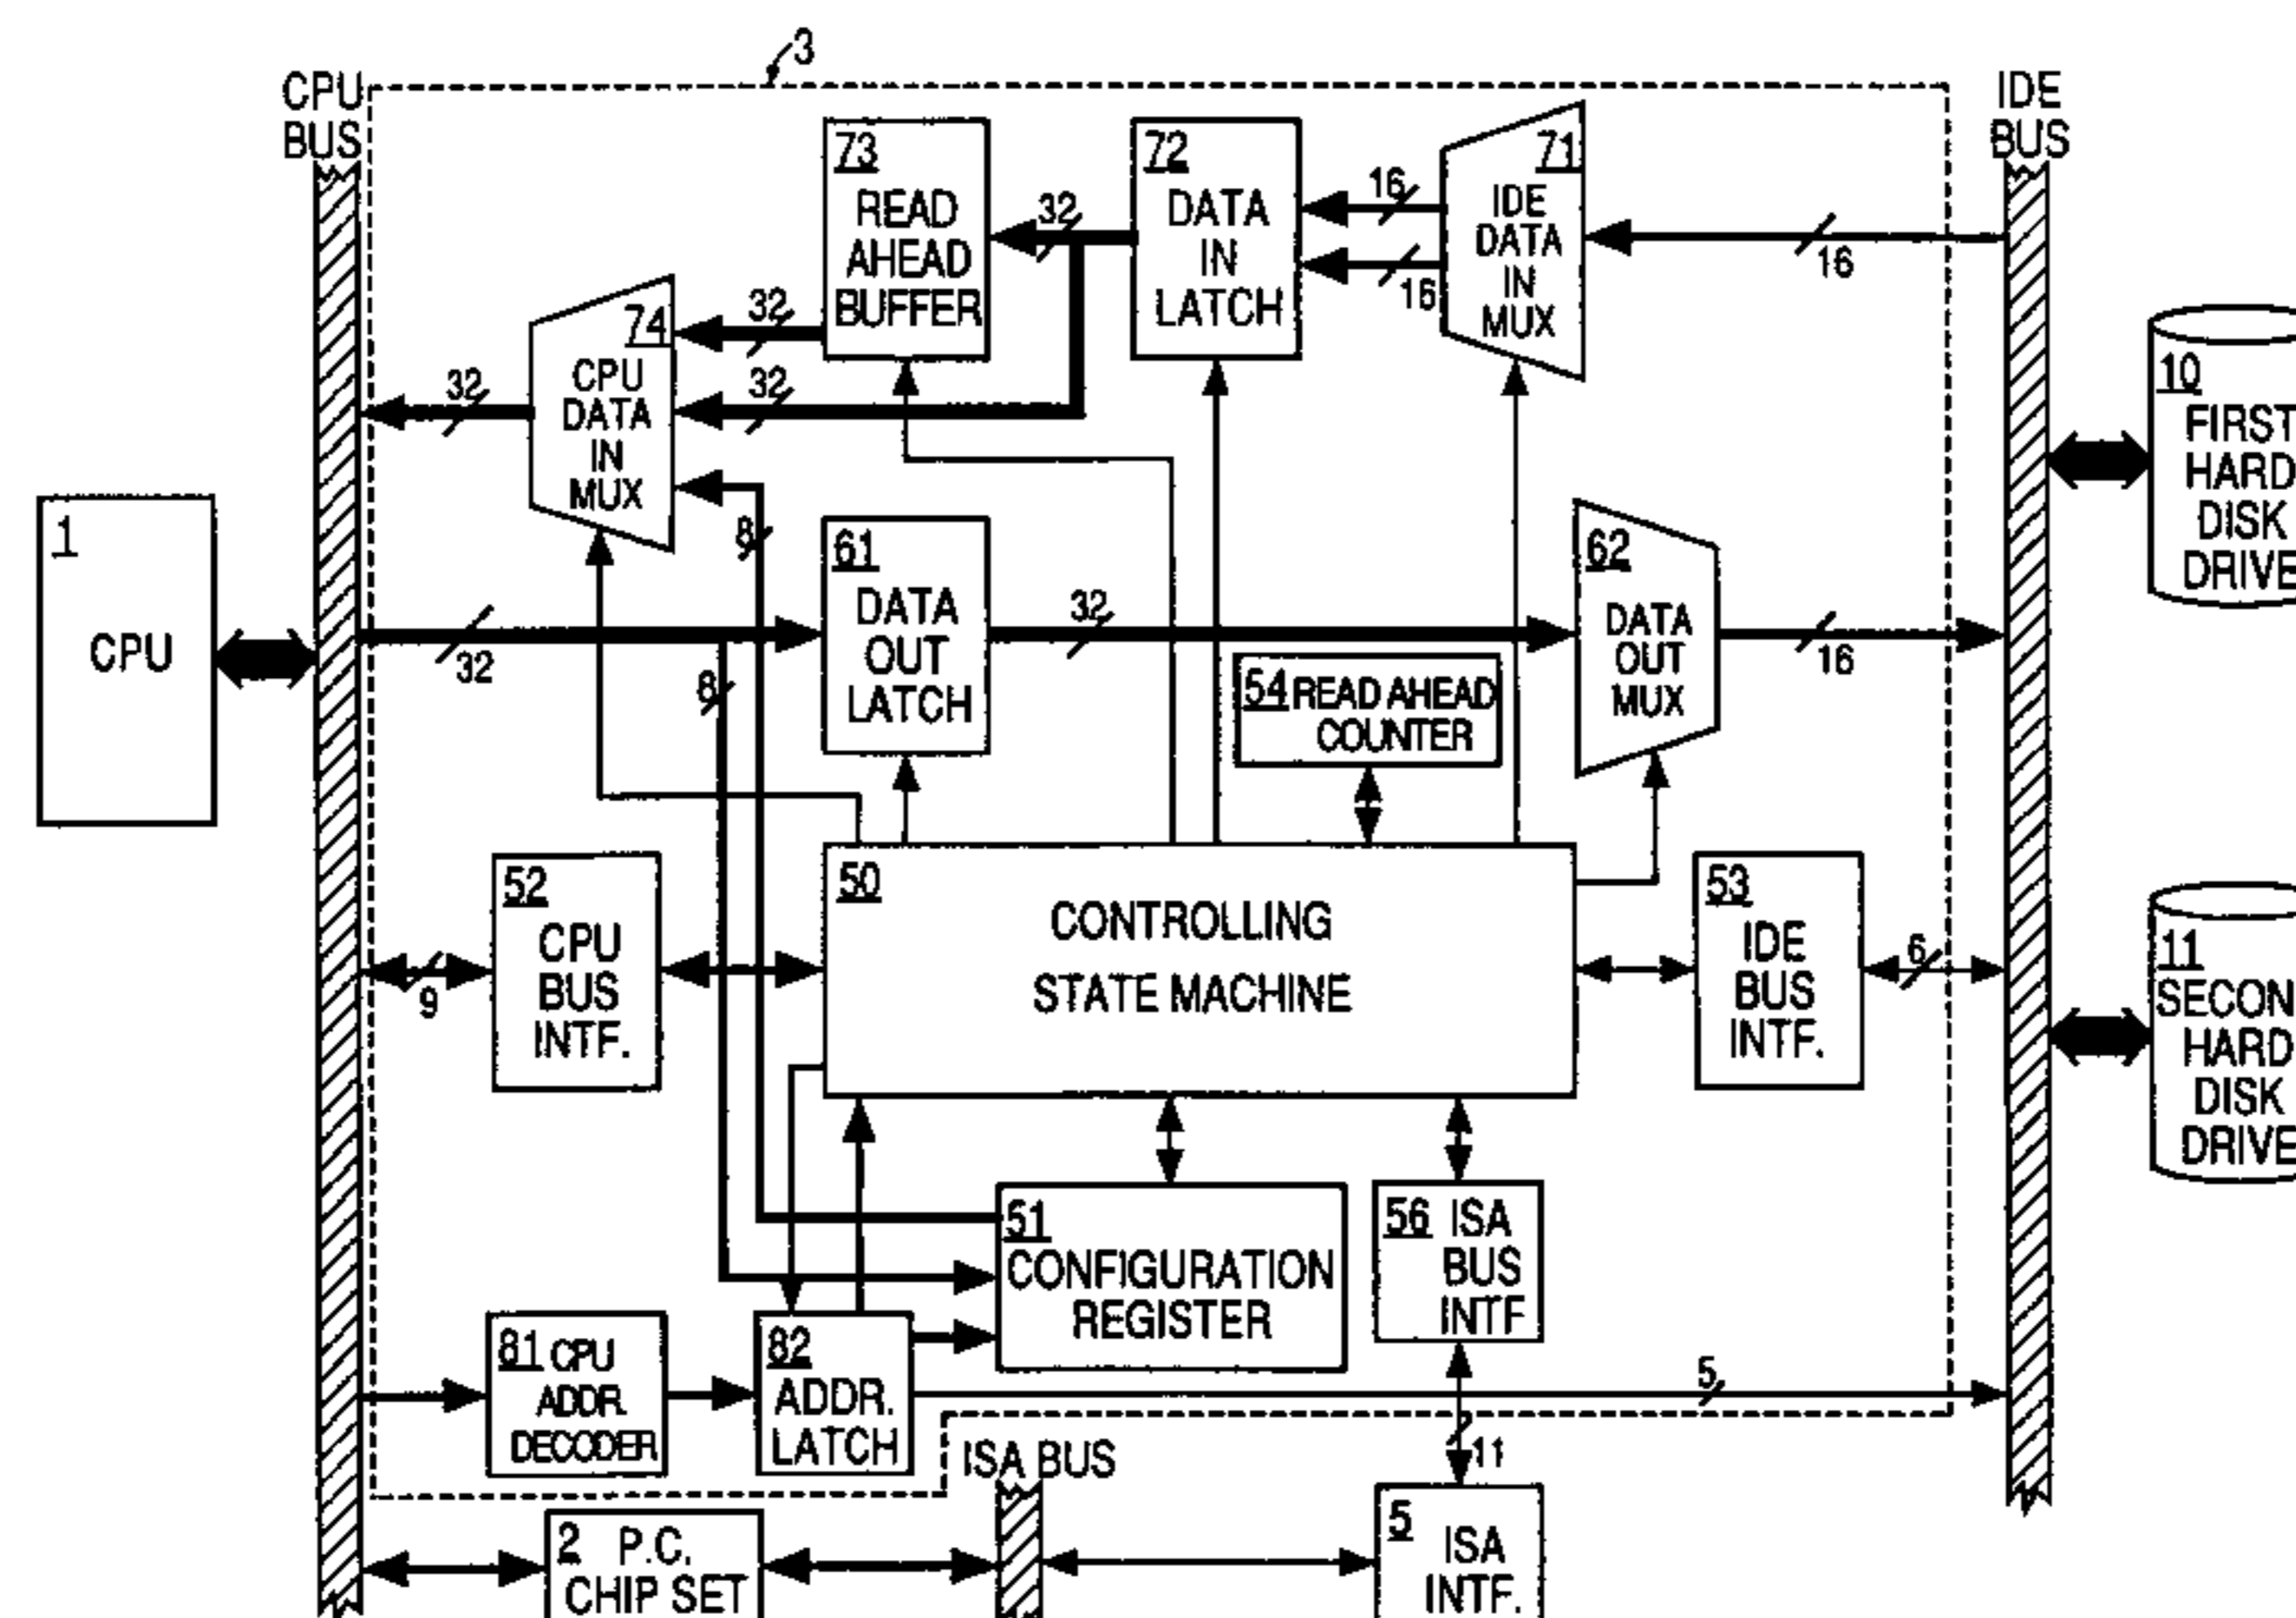 3
CPU
BUS
IDE
BUS
73
READ
AHEAD
BUFFER
32
72
DATA
IN
LATCH
16
16
71
IDE
DATA
IN
MUX
16
74
CPU
DATA
IN
MUX
32
32
32
8
10
FIRST
HARD
DISK
DRIVE
1
CPU
32
8
61
DATA
OUT
LATCH
32
62
DATA
OUT
MUX
16
54 READ AHEAD
COUNTER
52
CPU
BUS
INTF.
9
50
CONTROLLING
STATE MACHINE
53
IDE
BUS
INTF.
6
11
SECON
HARD
DISK
DRIVE
51
CONFIGURATION
REGISTER
56 ISA
BUS
INTF
81 CPU
ADDR.
DECODER
82
ADDR.
LATCH
5
11
ISA BUS
2 P.C.
CHIP SET
5
ISA
INTF.